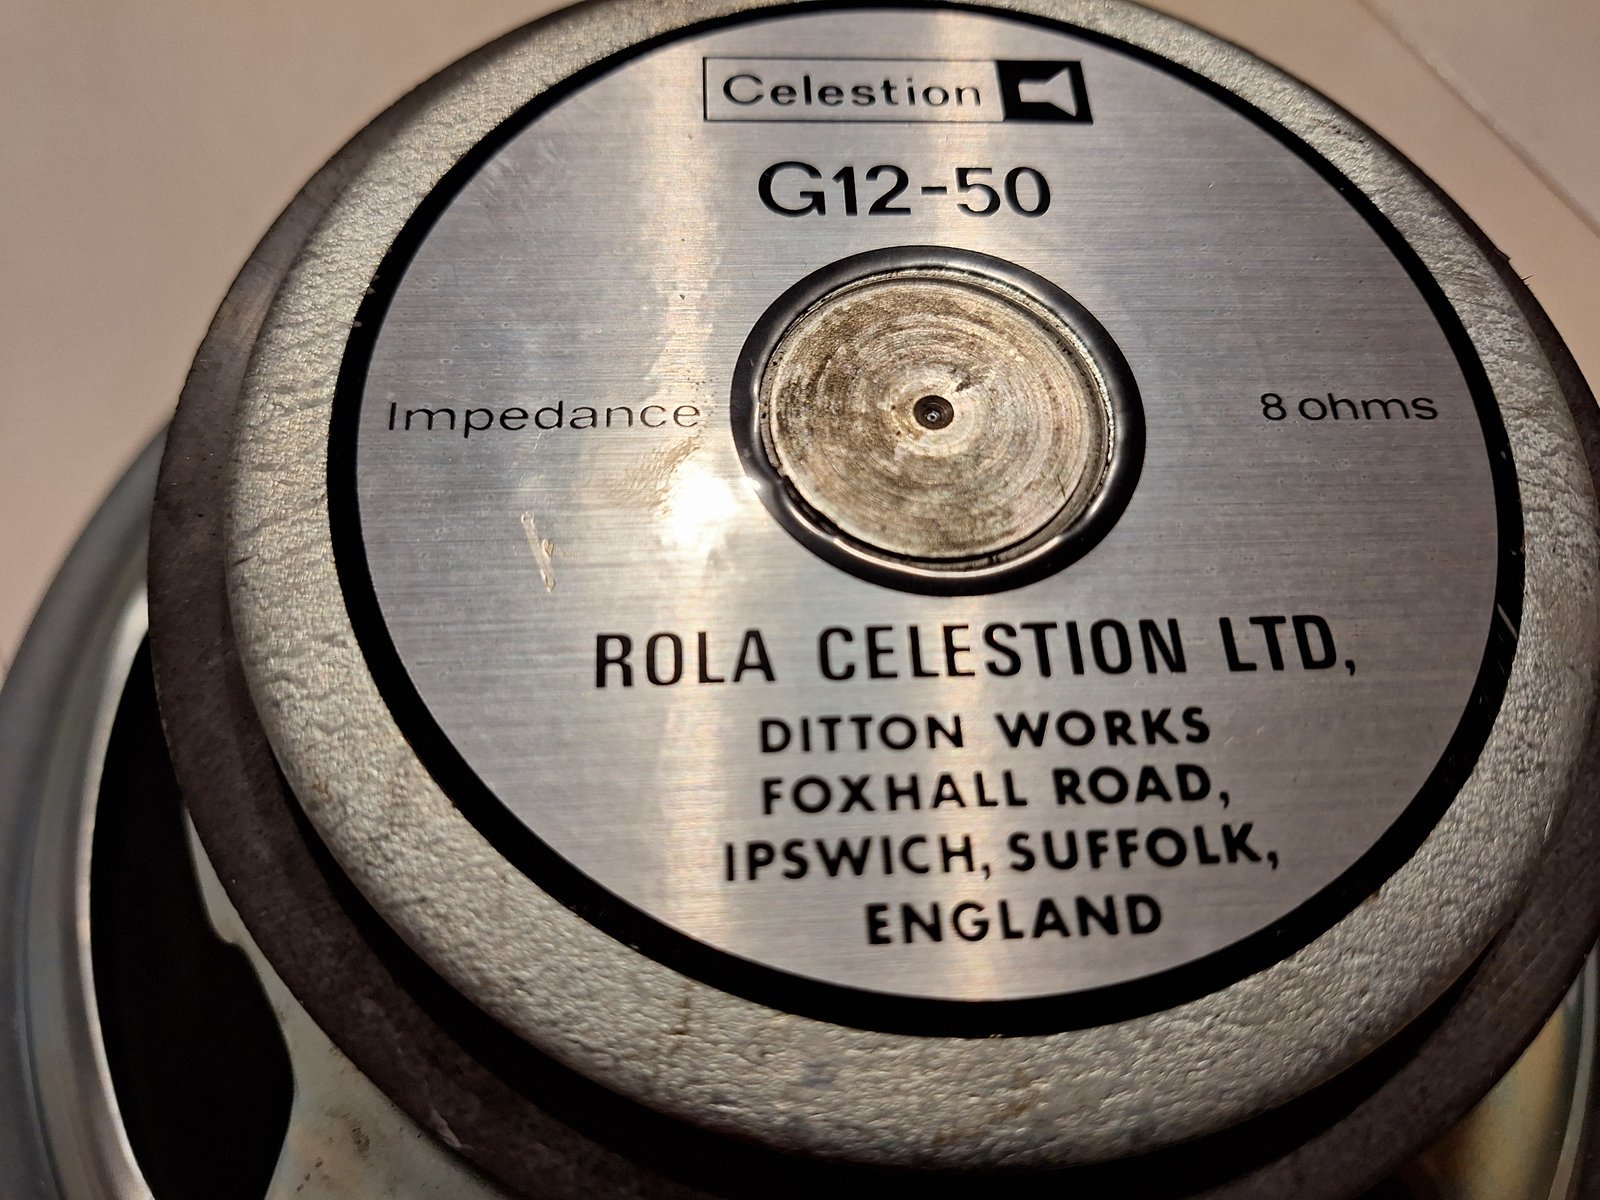 Celestion
G12-50
Impedance 8 ohms
ROLA CELESTION LTD,
DITTON WORKS
FOXHALL ROAD,
IPSWICH, SUFFOLK,
ENGLAND